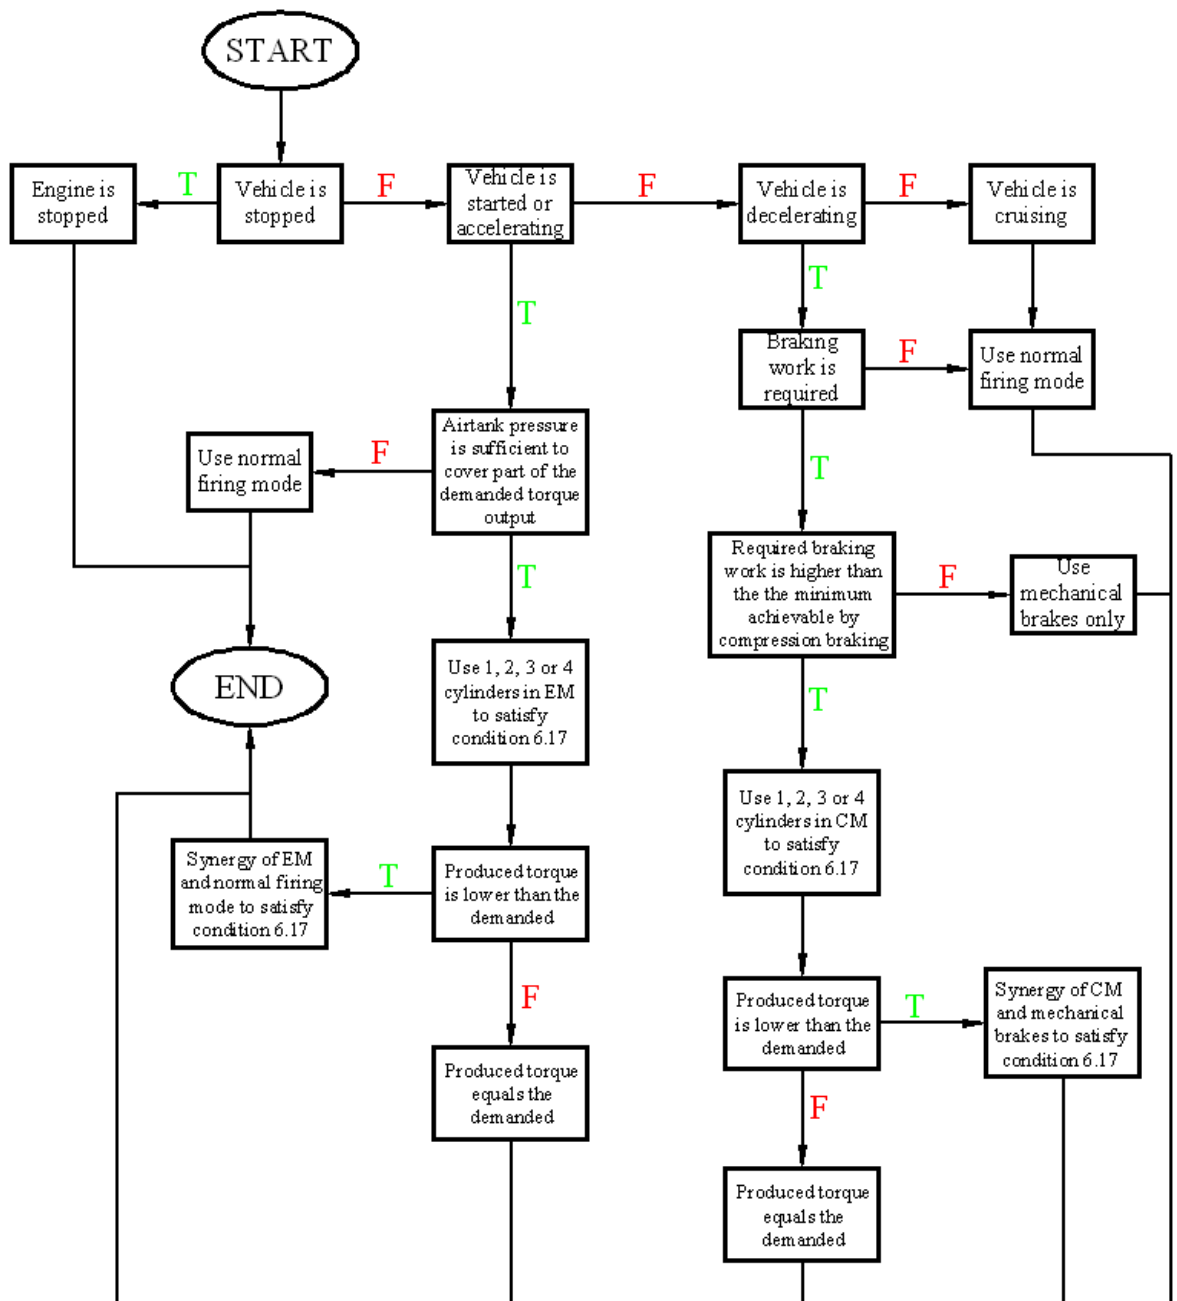 START
Engine is
stopped
T
Vehicle is
stopped
F
Vehicle is
started or
accelerating
F
Vehicle is
decelerating
F
Vehicle is
cruising
T
T
Braking
work is
required
F
Use normal
firing mode
Use normal
firing mode
F
Airtank pressure
is sufficient to
cover part of the
demanded torque
output
T
T
Required braking
work is higher than
the the minimum
achievable by
compression braking
F
Use
mechanical
brakes only
END
Use 1, 2, 3 or 4
cylinders in EM
to satisfy
condition 6.17
T
Use 1, 2, 3 or 4
cylinders in CM
to satisfy
condition 6.17
Synergy of EM
and normal firing
mode to satisfy
condition 6.17
T
Produced torque
is lower than the
demanded
F
Produced torque
is lower than the
demanded
T
Synergy of CM
and mechanical
brakes to satisfy
condition 6.17
Produced torque
equals the
demanded
F
Produced torque
equals the
demanded